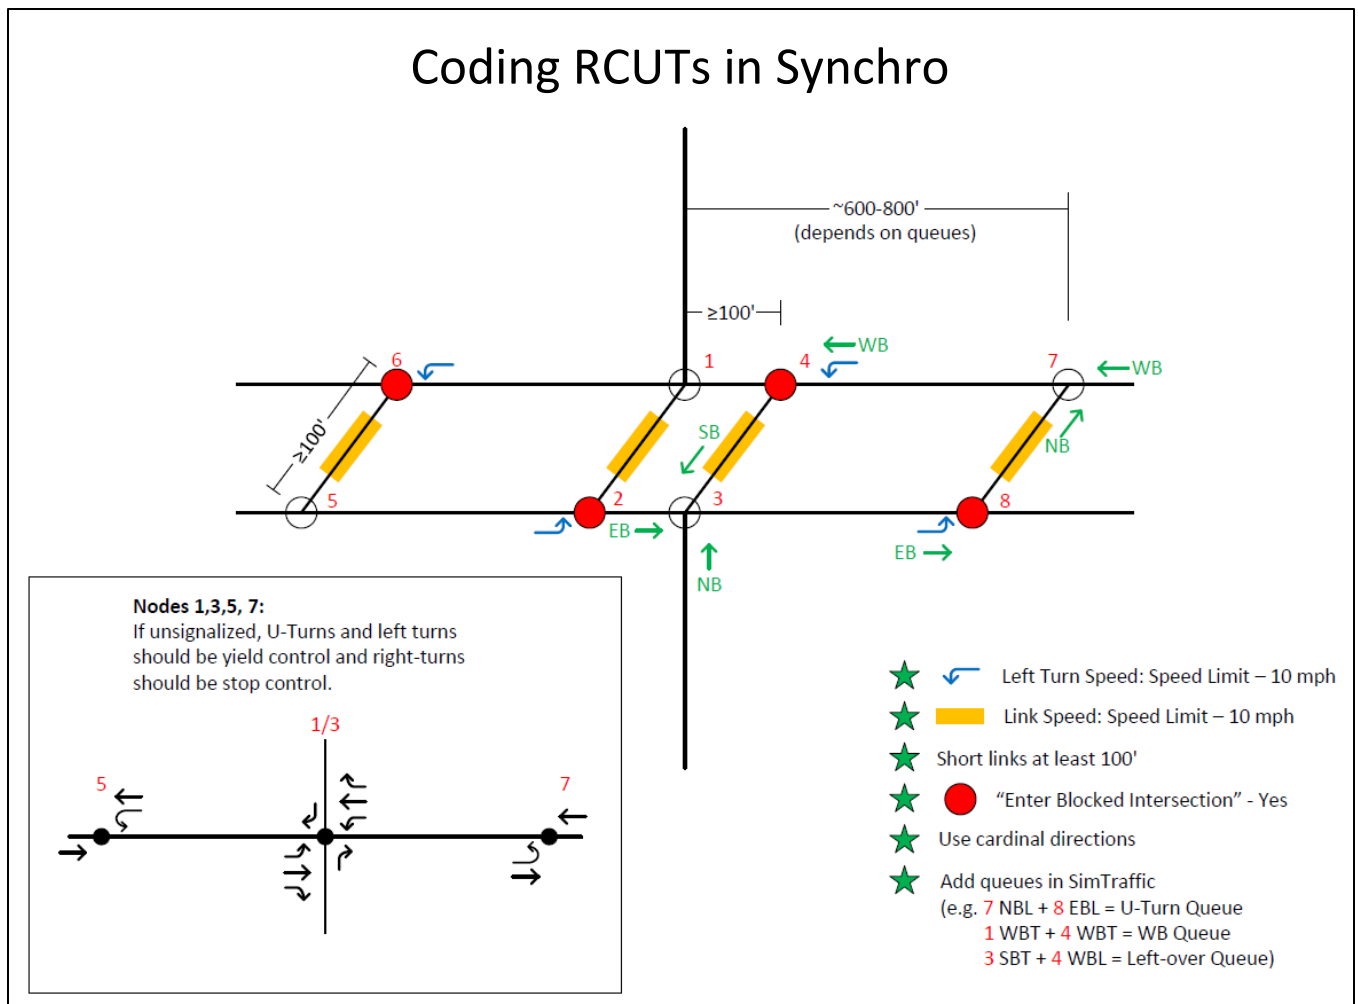 Coding RCUTs in Synchro
~600-800'
(depends on queues)
≥100'
WB
6
1
4
7
WB
≥100'
SB
NB
5
2
3
8
EB
EB
NB
Nodes 1,3,5, 7:
If unsignalized, U-Turns and left turns
should be yield control and right-turns
should be stop control.
1/3
5
7
Left Turn Speed: Speed Limit – 10 mph
Link Speed: Speed Limit – 10 mph
Short links at least 100'
“Enter Blocked Intersection” - Yes
Use cardinal directions
Add queues in SimTraffic
(e.g. 7 NBL + 8 EBL = U-Turn Queue
1 WBT + 4 WBT = WB Queue
3 SBT + 4 WBL = Left-over Queue)